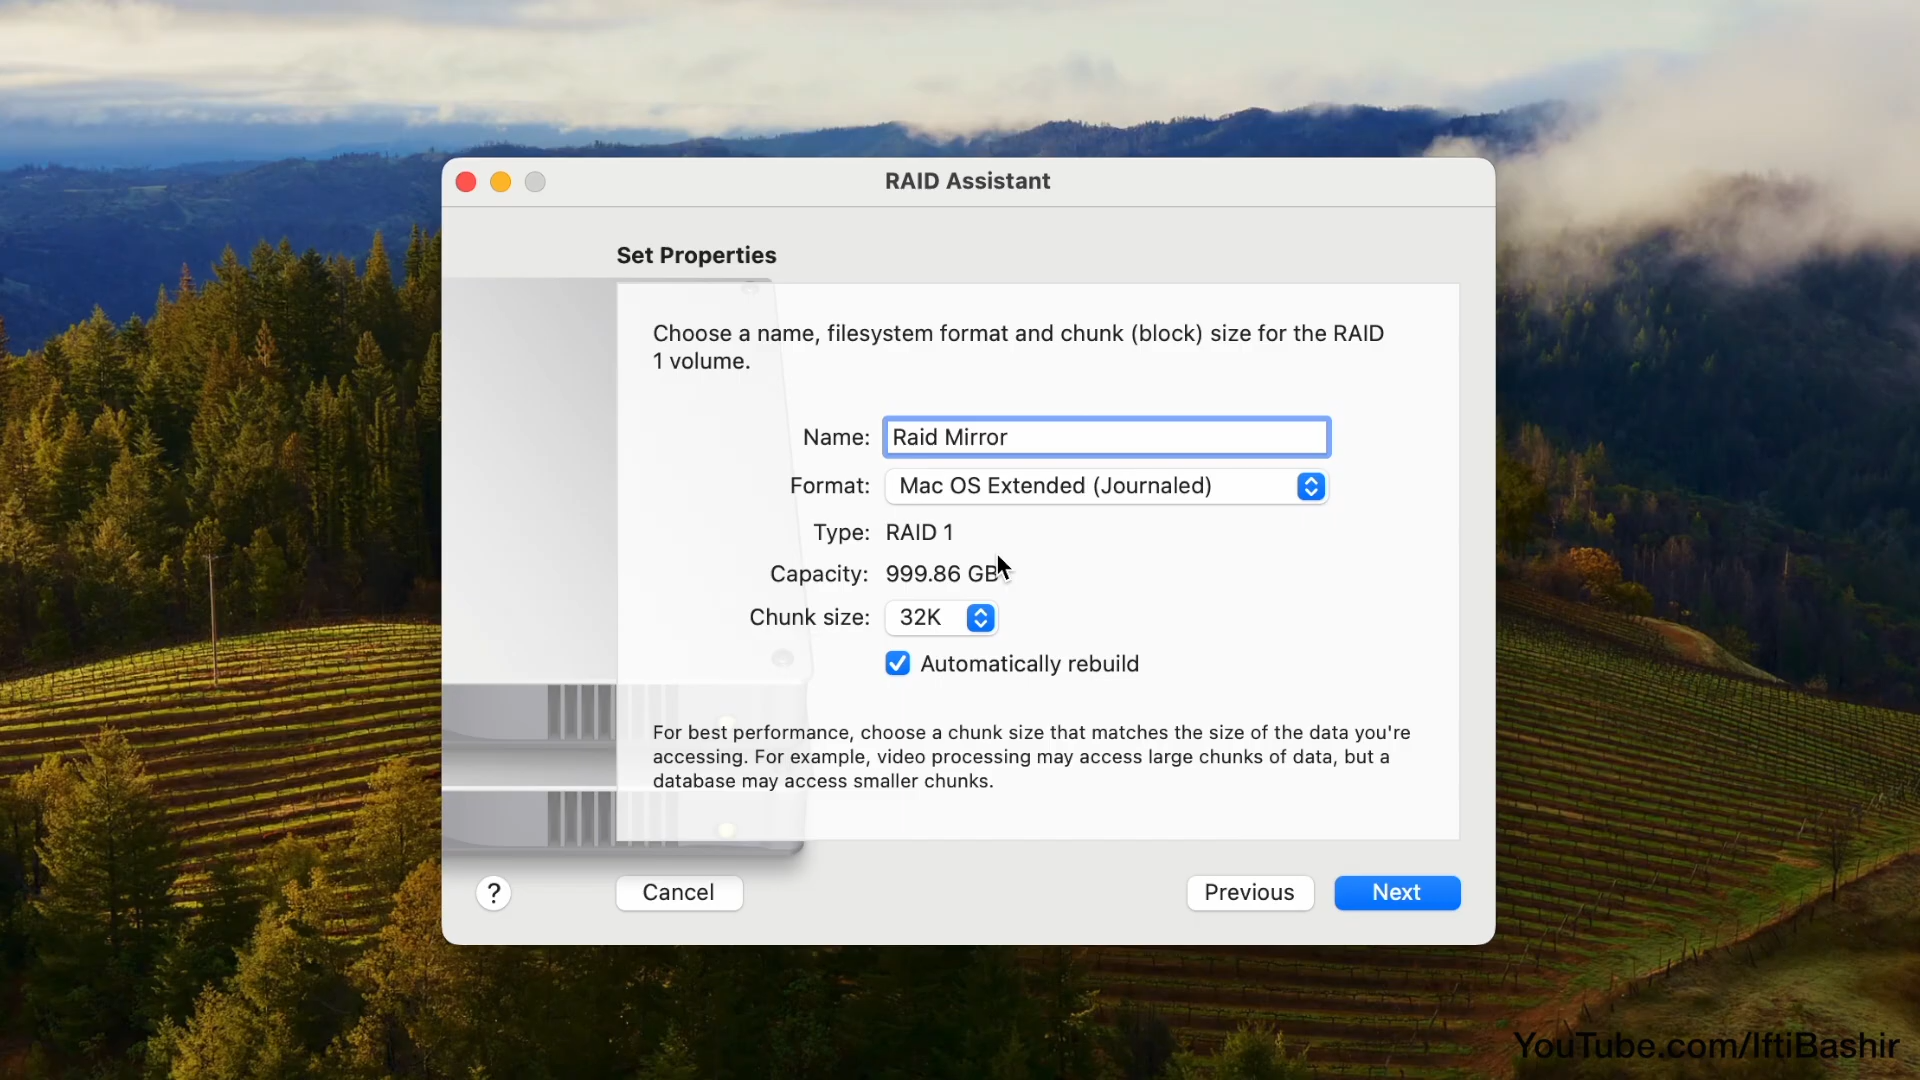 RAID Assistant
Set Properties
Choose a name, filesystem format and chunk (block) size for the RAID
1 volume.
Name: Raid Mirror
Format: Mac OS Extended (Journaled)
Type: RAID 1
Capacity: 999.86 GB
Chunk size: 32K
Automatically rebuild
For best performance, choose a chunk size that matches the size of the data you're
accessing. For example, video processing may access large chunks of data, but a
database may access smaller chunks.
? Cancel Previous Next
YouTube.com/IftiBashir